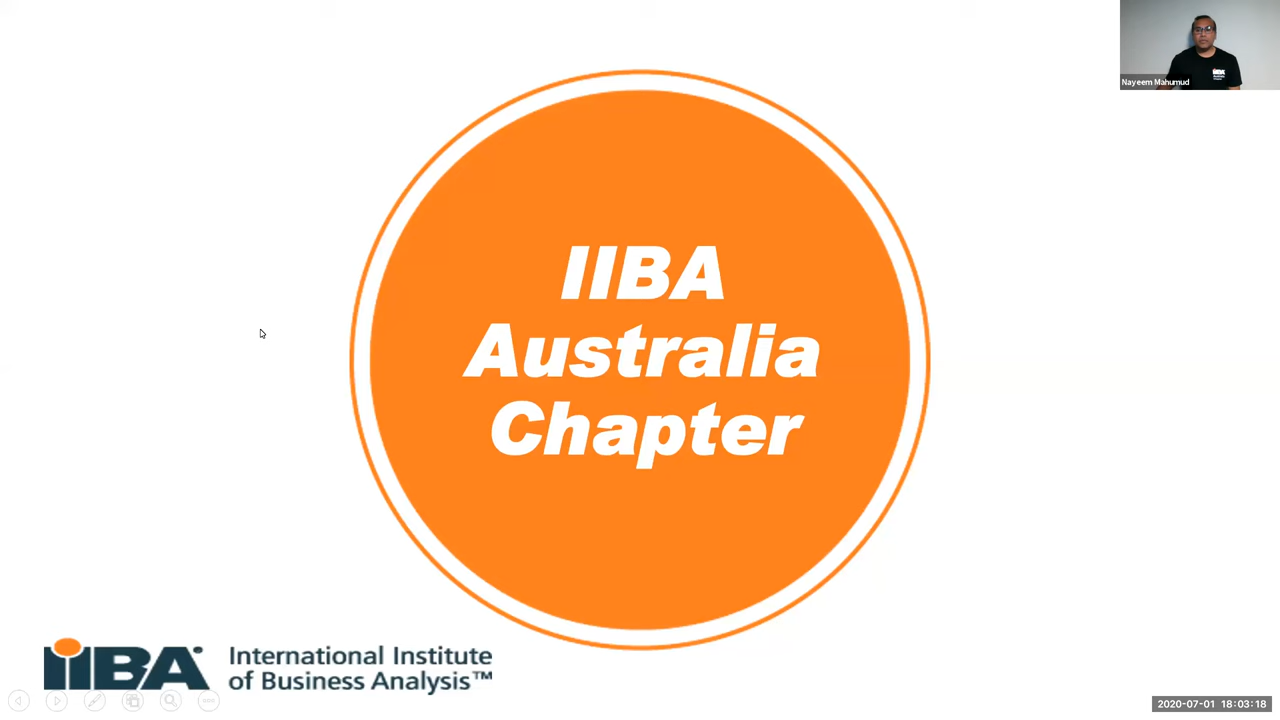 Nayeem Mahumud
IIBA
Australia
Chapter
IIBA
International Institute
of Business Analysis™
2020-07-01 18:03:18